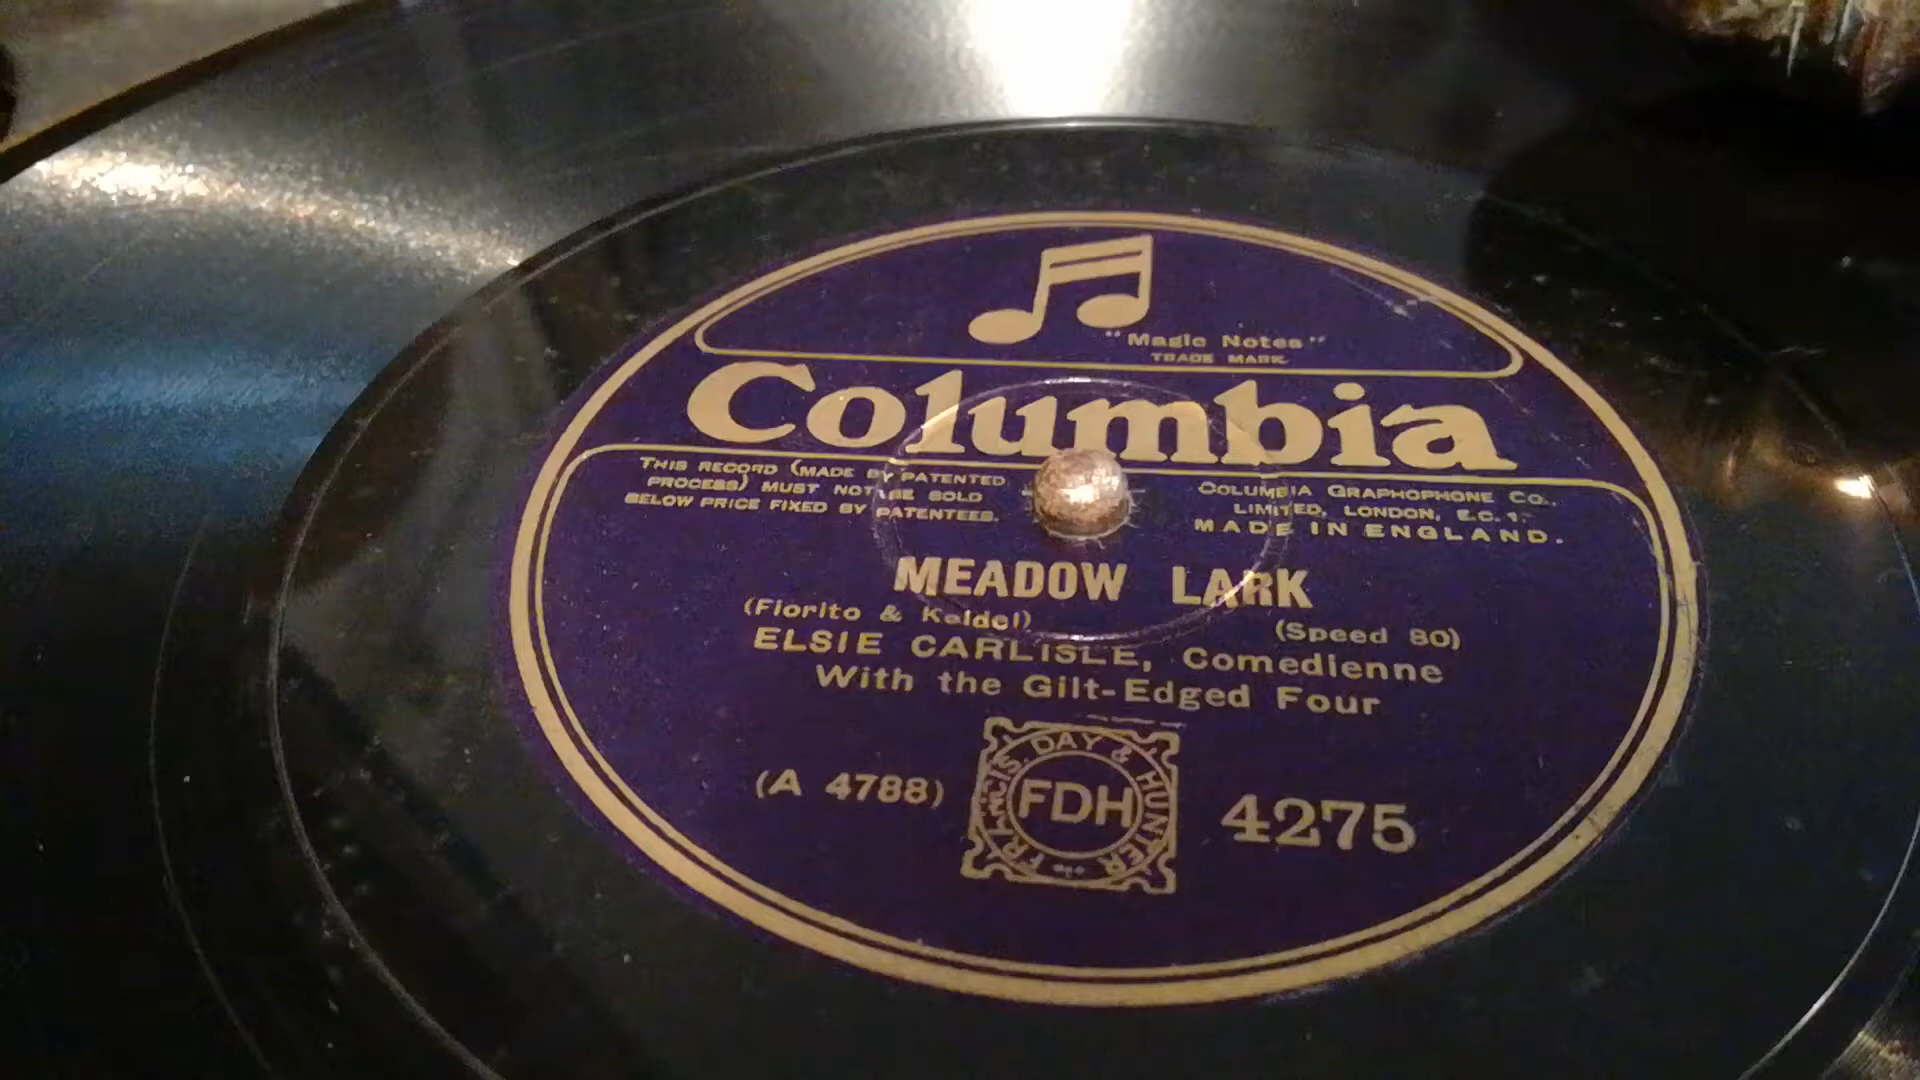 "Magic Notes"
TRADE MARK
Columbia
THIS RECORD (MADE BY PATENTED
PROCESS) MUST NOT BE SOLD
BELOW PRICE FIXED BY PATENTEES.
COLUMBIA GRAPHOPHONE CO.,
LIMITED, LONDON, E.C.1.
MADE IN ENGLAND.
MEADOW LARK
(Fiorito & Keidel)
(Speed 80)
ELSIE CARLISLE, Comedienne
With the Gilt-Edged Four
(A 4788)
FRANCIS, DAY & HUNTER
FDH
4275